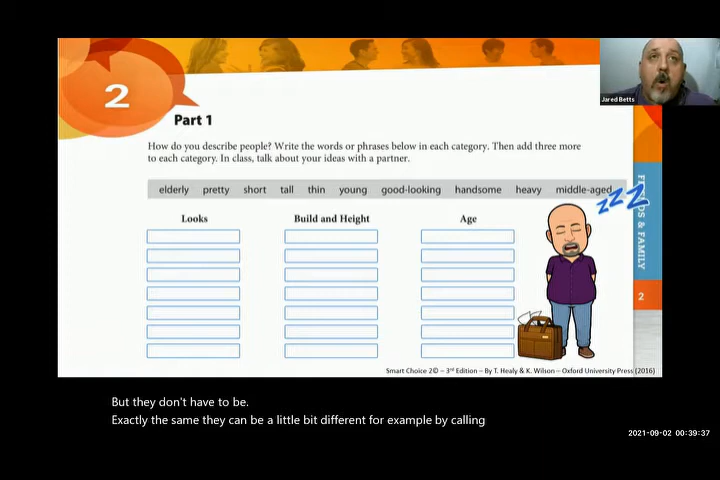 2
Jared Betts
Part 1
How do you describe people? Write the words or phrases below in each category. Then add three more
to each category. In class, talk about your ideas with a partner.
elderly pretty short tall thin young good-looking handsome heavy middle-aged
zzZ
Looks Build and Height Age
2
Smart Choice 2© – 3rd Edition – By T. Healy & K. Wilson – Oxford University Press (2016)
But they don't have to be.
Exactly the same they can be a little bit different for example by calling
2021-09-02 00:39:37
& FAMILY